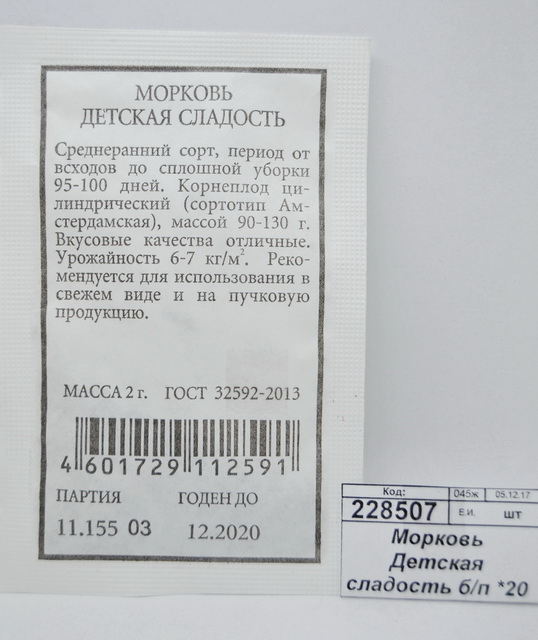 МОРКОВЬ
ДЕТСКАЯ СЛАДОСТЬ
Среднеранний сорт, период от
всходов до сплошной уборки
95-100 дней. Корнеплод ци-
линдрический (сортотип Ам-
стердамская), массой 90-130 г.
Вкусовые качества отличные.
Урожайность 6-7 кг/м². Реко-
мендуется для использования в
свежем виде и на пучковую
продукцию.
МАССА 2 г. ГОСТ 32592-2013
4 601729 112591
ПАРТИЯ ГОДЕН ДО
11.155 03 12.2020
Код: 045ж 05.12.17
228507 Е.И. шт
Морковь
Детская
сладость б/п *20